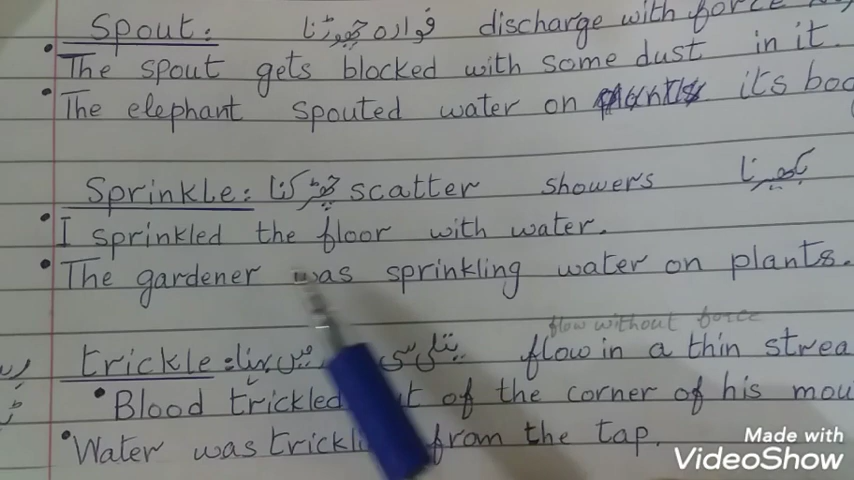 Spout: فوارہ چھوڑنا discharge with force
The spout gets blocked with some dust in it.
The elephant spouted water on its
Sprinkle: چھڑکنا scatter showers بکھیرنا
I sprinkled the floor with water.
The gardener was sprinkling water on plants.
flow without force
trickle: پتلی سی میں بہنا flow in a thin
Blood trickled of the corner of his
Water was from the tap.
Made with
VideoShow